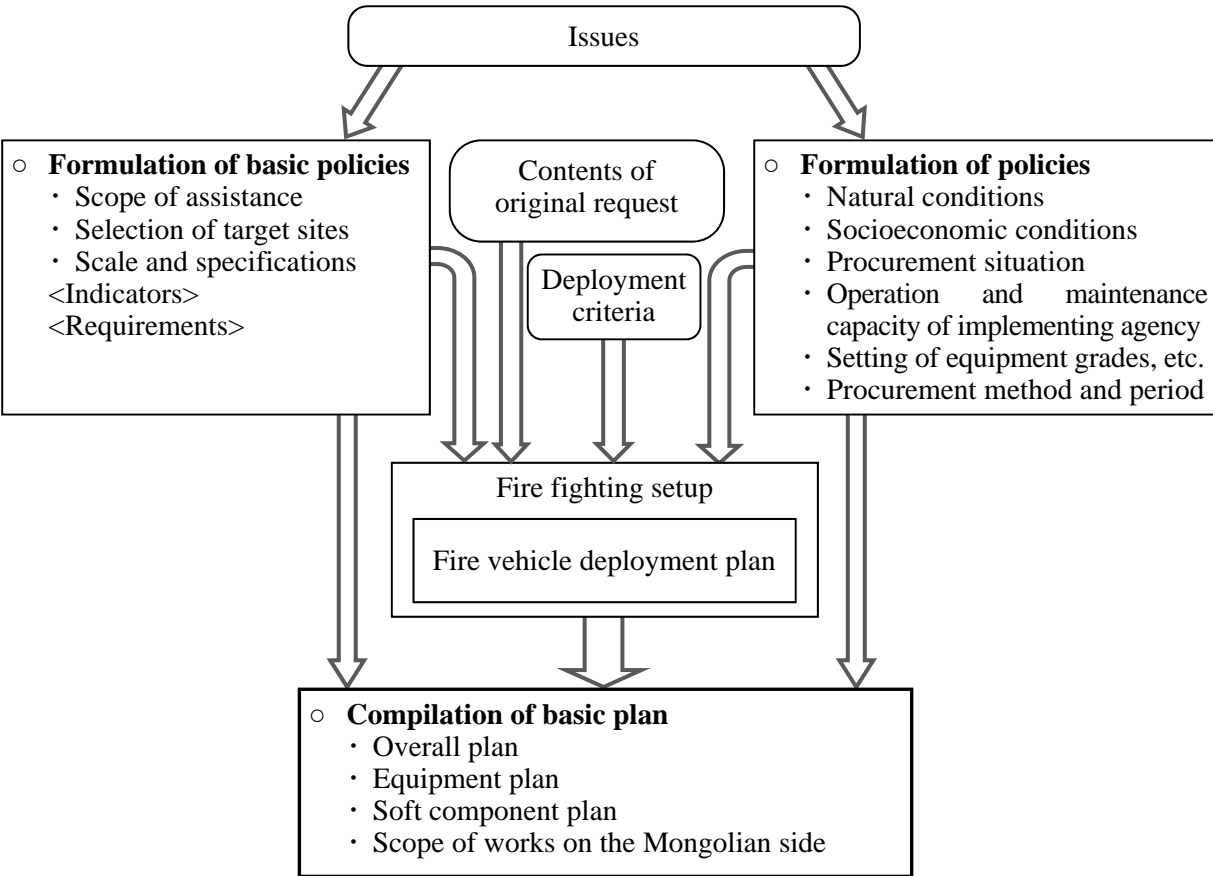 Issues
○ Formulation of basic policies
・Scope of assistance
・Selection of target sites
・Scale and specifications
<Indicators>
<Requirements>
Contents of
original request
Deployment
criteria
○ Formulation of policies
・Natural conditions
・Socioeconomic conditions
・Procurement situation
・Operation and maintenance
capacity of implementing agency
・Setting of equipment grades, etc.
・Procurement method and period
Fire fighting setup
Fire vehicle deployment plan
○ Compilation of basic plan
・Overall plan
・Equipment plan
・Soft component plan
・Scope of works on the Mongolian side